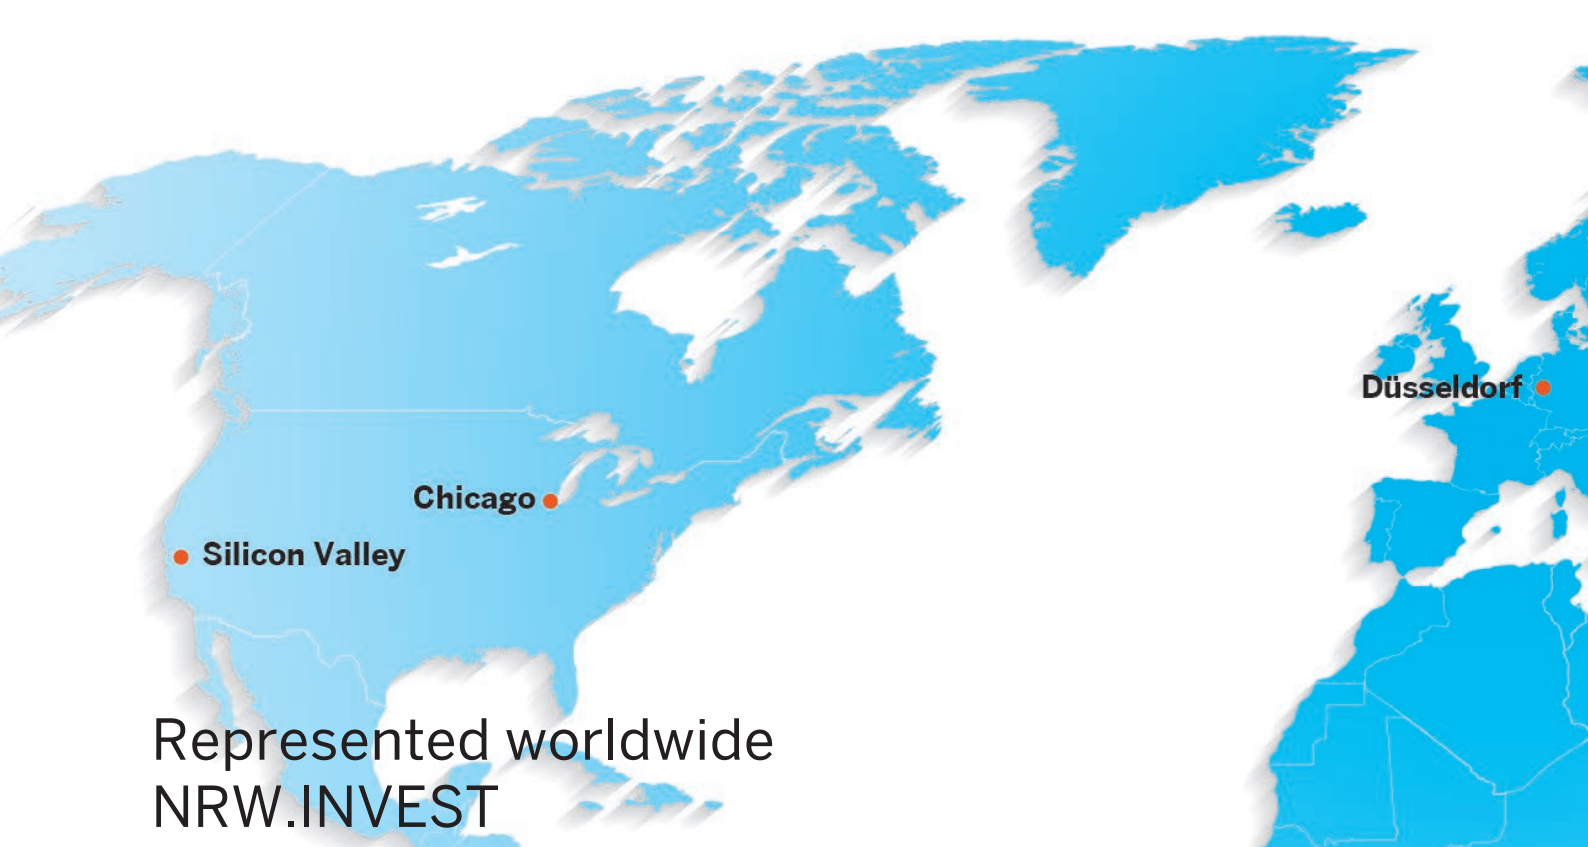 Düsseldorf
Chicago
Silicon Valley
Represented worldwide
NRW.INVEST